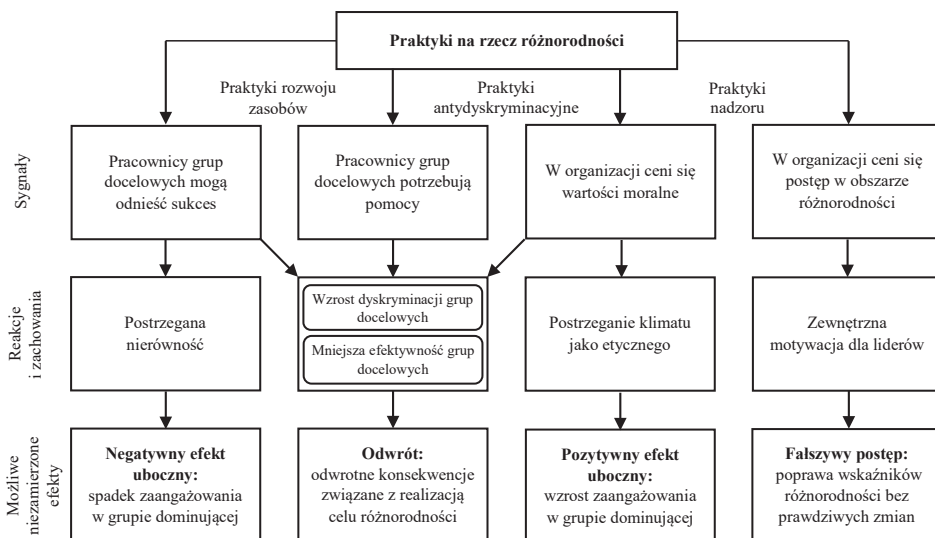 Praktyki na rzecz różnorodności
Praktyki rozwoju
zasobów
Praktyki
antydyskryminacyjne
Praktyki
nadzoru
Sygnały
Pracownicy grup
docelowych mogą
odnieść sukces
Pracownicy grup
docelowych potrzebują
pomocy
W organizacji ceni się
wartości moralne
W organizacji ceni się
postęp w obszarze
różnorodności
Reakcje
i zachowania
Postrzegana
nierówność
Wzrost dyskryminacji grup
docelowych
Mniejsza efektywność grup
docelowych
Postrzeganie klimatu
jako etycznego
Zewnętrzna
motywacja dla liderów
Możliwe
niezamierzone
efekty
Negatywny efekt
uboczny:
spadek zaangażowania
w grupie dominującej
Odwrót:
odwrotne konsekwencje
związane z realizacją
celu różnorodności
Pozytywny efekt
uboczny:
wzrost zaangażowania
w grupie dominującej
Fałszywy postęp:
poprawa wskaźników
różnorodności bez
prawdziwych zmian